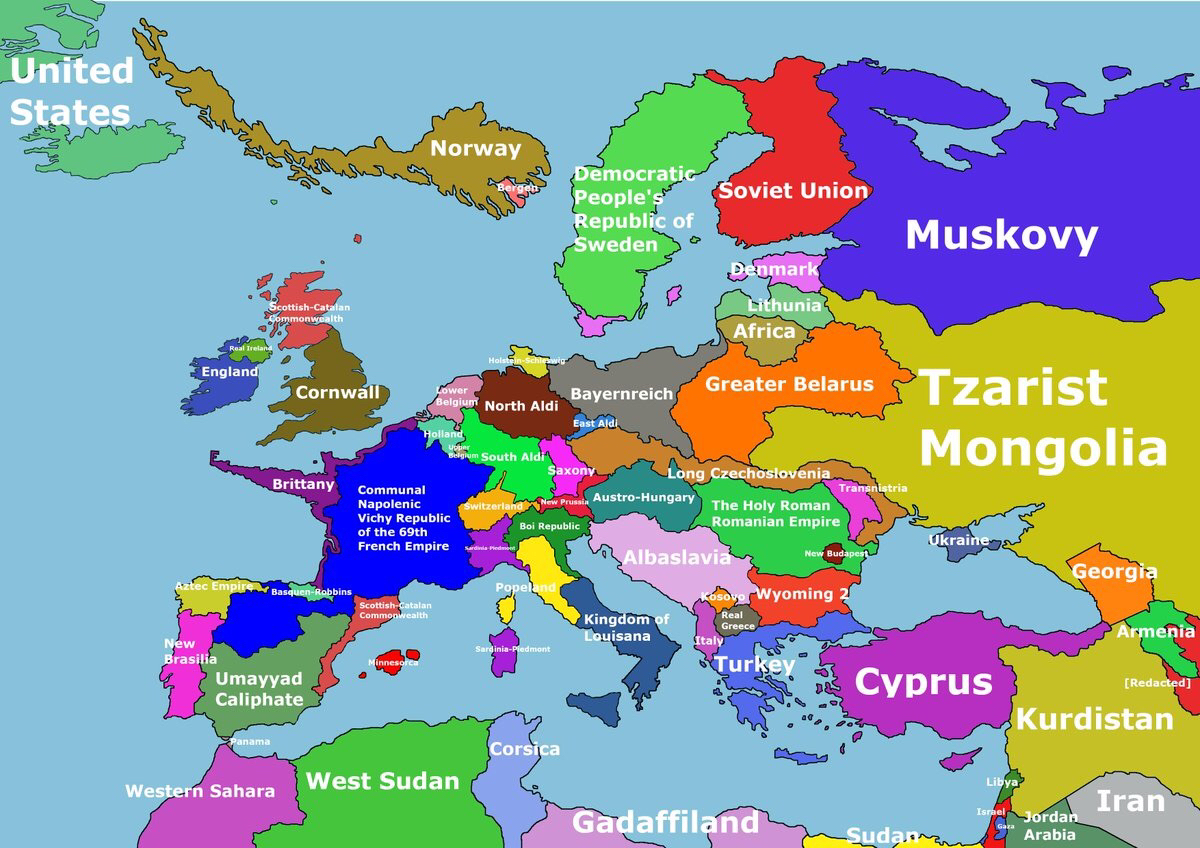 United
States
Norway
Bergen
Democratic
People's
Republic of
Sweden
Soviet Union
Muskovy
Denmark
Lithunia
Africa
Scottish-Catalan
Commonwealth
Real Ireland
England
Cornwall
Holstein-Schleswig
Lower
Belgium
North Aldi
Bayernreich
Greater Belarus
Tzarist
Mongolia
East Aldi
Holland
Upper
Belgium
South Aldi
Saxony
Long Czechoslovenia
Brittany
Communal
Napolenic
Vichy Republic
of the 69th
French Empire
Switzerland
New Prussia
Austro-Hungary
The Holy Roman
Romanian Empire
Transnistria
Boi Republic
Sardinia-Piedmont
Albaslavia
New Budapest
Ukraine
Georgia
Aztec Empire
Basquen-Robbins
Popeland
Kosovo
Wyoming 2
Scottish-Catalan
Commonwealth
Kingdom of
Louisana
Real
Greece
Armenia
New
Brasilia
Sardinia-Piedmont
Italy
Minnesorca
Turkey
Umayyad
Caliphate
Cyprus
[Redacted]
Kurdistan
Panama
Corsica
Western Sahara
West Sudan
Libya
Iran
Israel
Gaza
Jordan
Arabia
Gadaffiland
Sudan